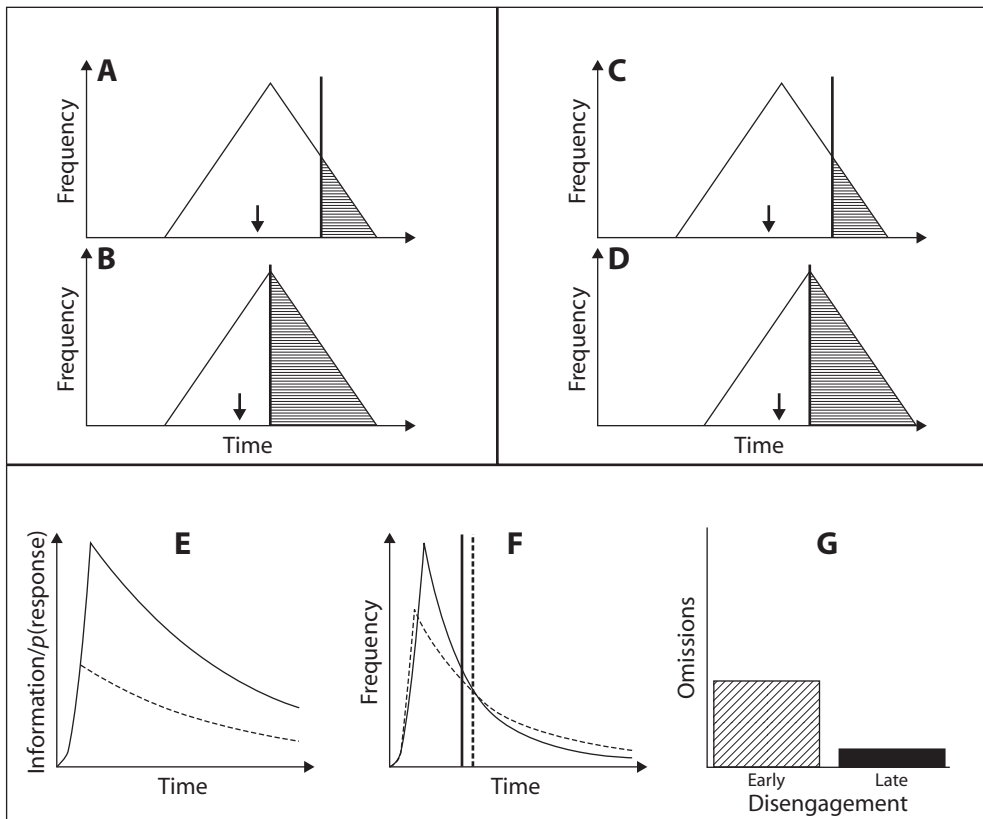 A
Frequency
B
Frequency
Time
C
Frequency
D
Frequency
Time
E
Information/p(response)
Time
F
Frequency
Time
G
Omissions
Early Late
Disengagement